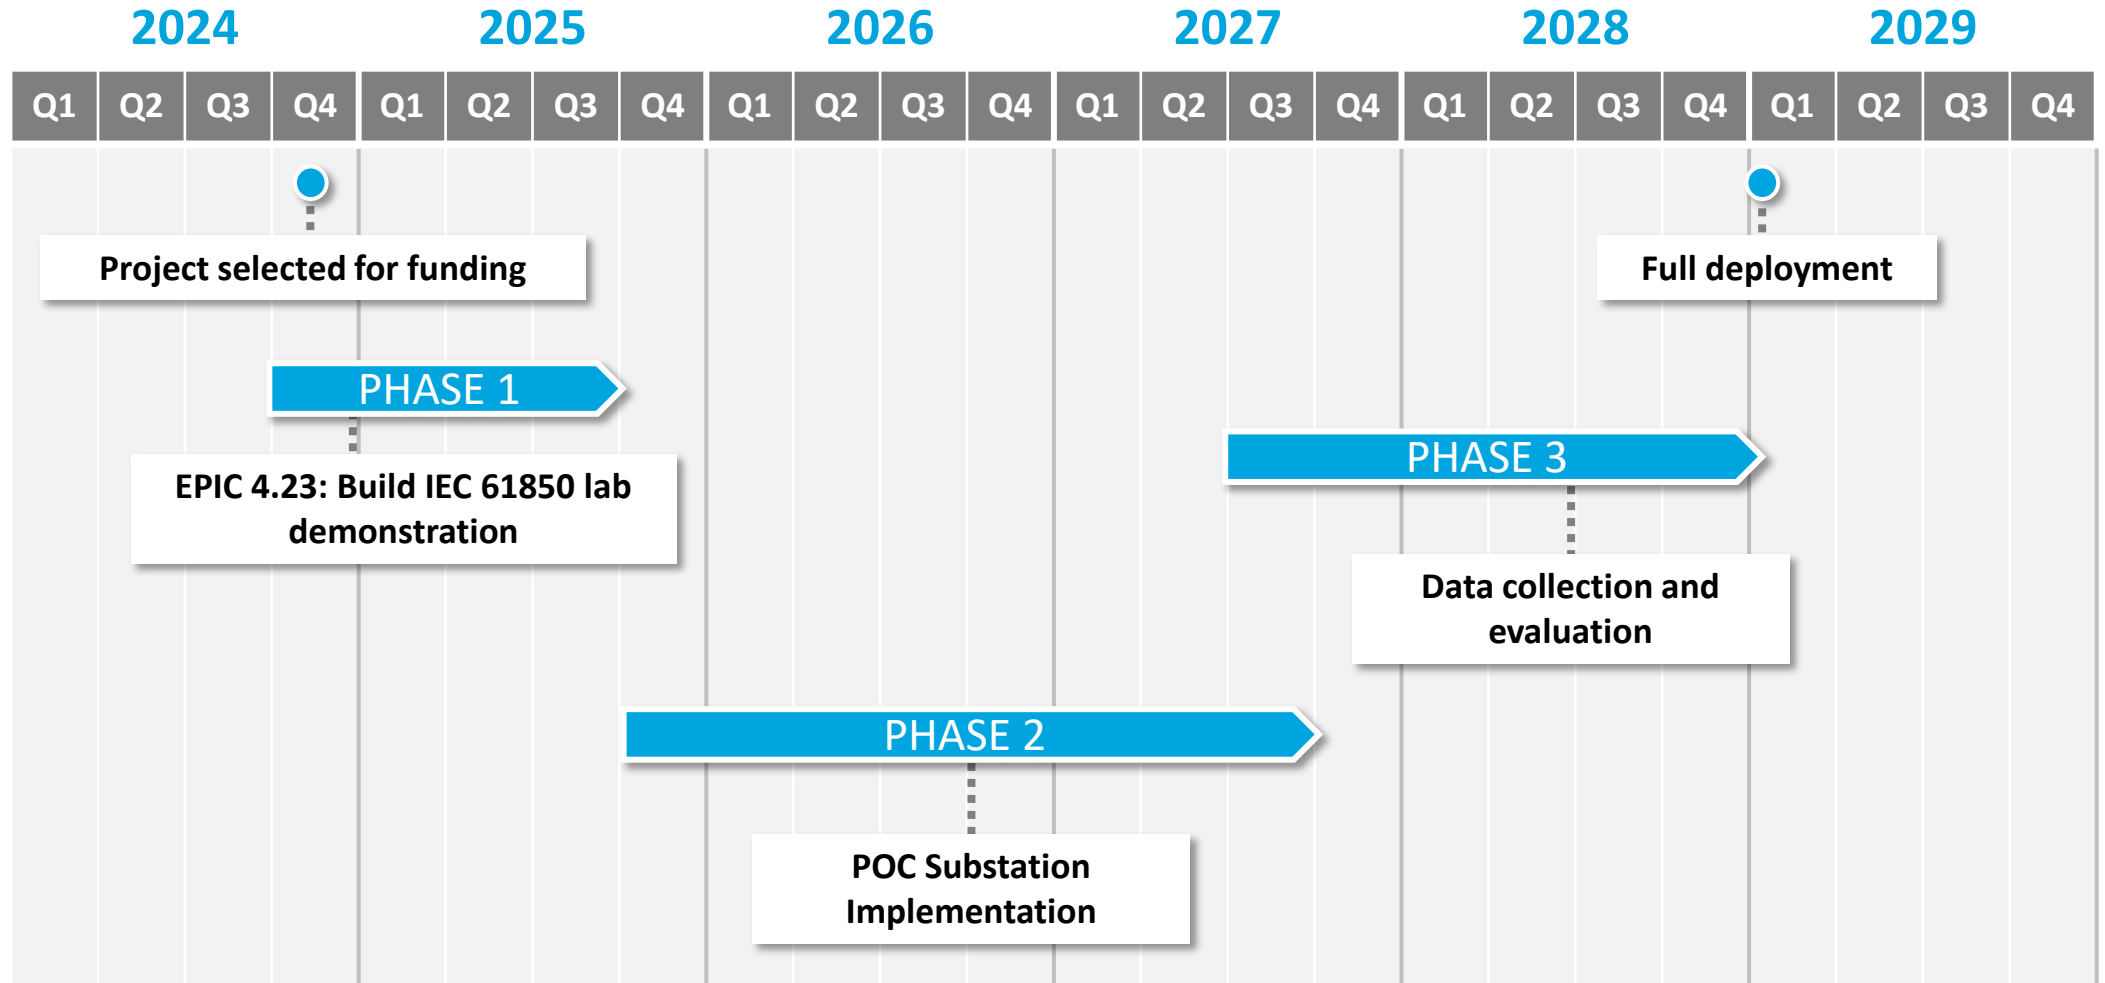 2024 2025 2026 2027 2028 2029
Q1 Q2 Q3 Q4 Q1 Q2 Q3 Q4 Q1 Q2 Q3 Q4 Q1 Q2 Q3 Q4 Q1 Q2 Q3 Q4 Q1 Q2 Q3 Q4
Project selected for funding
Full deployment
PHASE 1
EPIC 4.23: Build IEC 61850 lab
demonstration
PHASE 3
Data collection and
evaluation
PHASE 2
POC Substation
Implementation